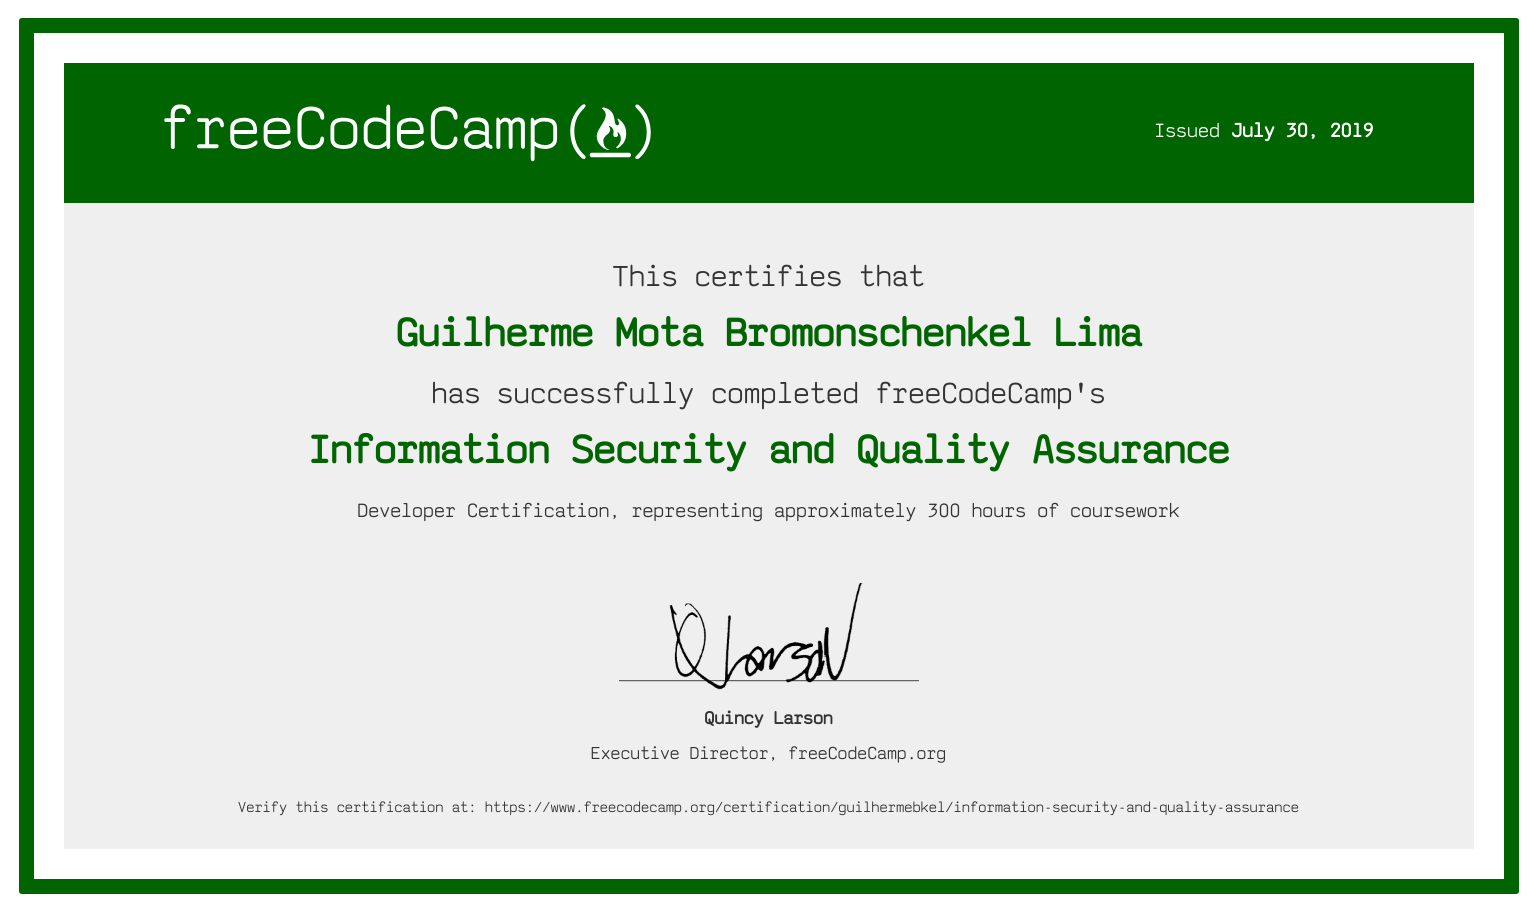 freeCodeCamp()
Issued July 30, 2019
This certifies that
Guilherme Mota Bromonschenkel Lima
has successfully completed freeCodeCamp's
Information Security and Quality Assurance
Developer Certification, representing approximately 300 hours of coursework
Q Larson
Quincy Larson
Executive Director, freeCodeCamp.org
Verify this certification at: https://www.freecodecamp.org/certification/guilhermebkel/information-security-and-quality-assurance